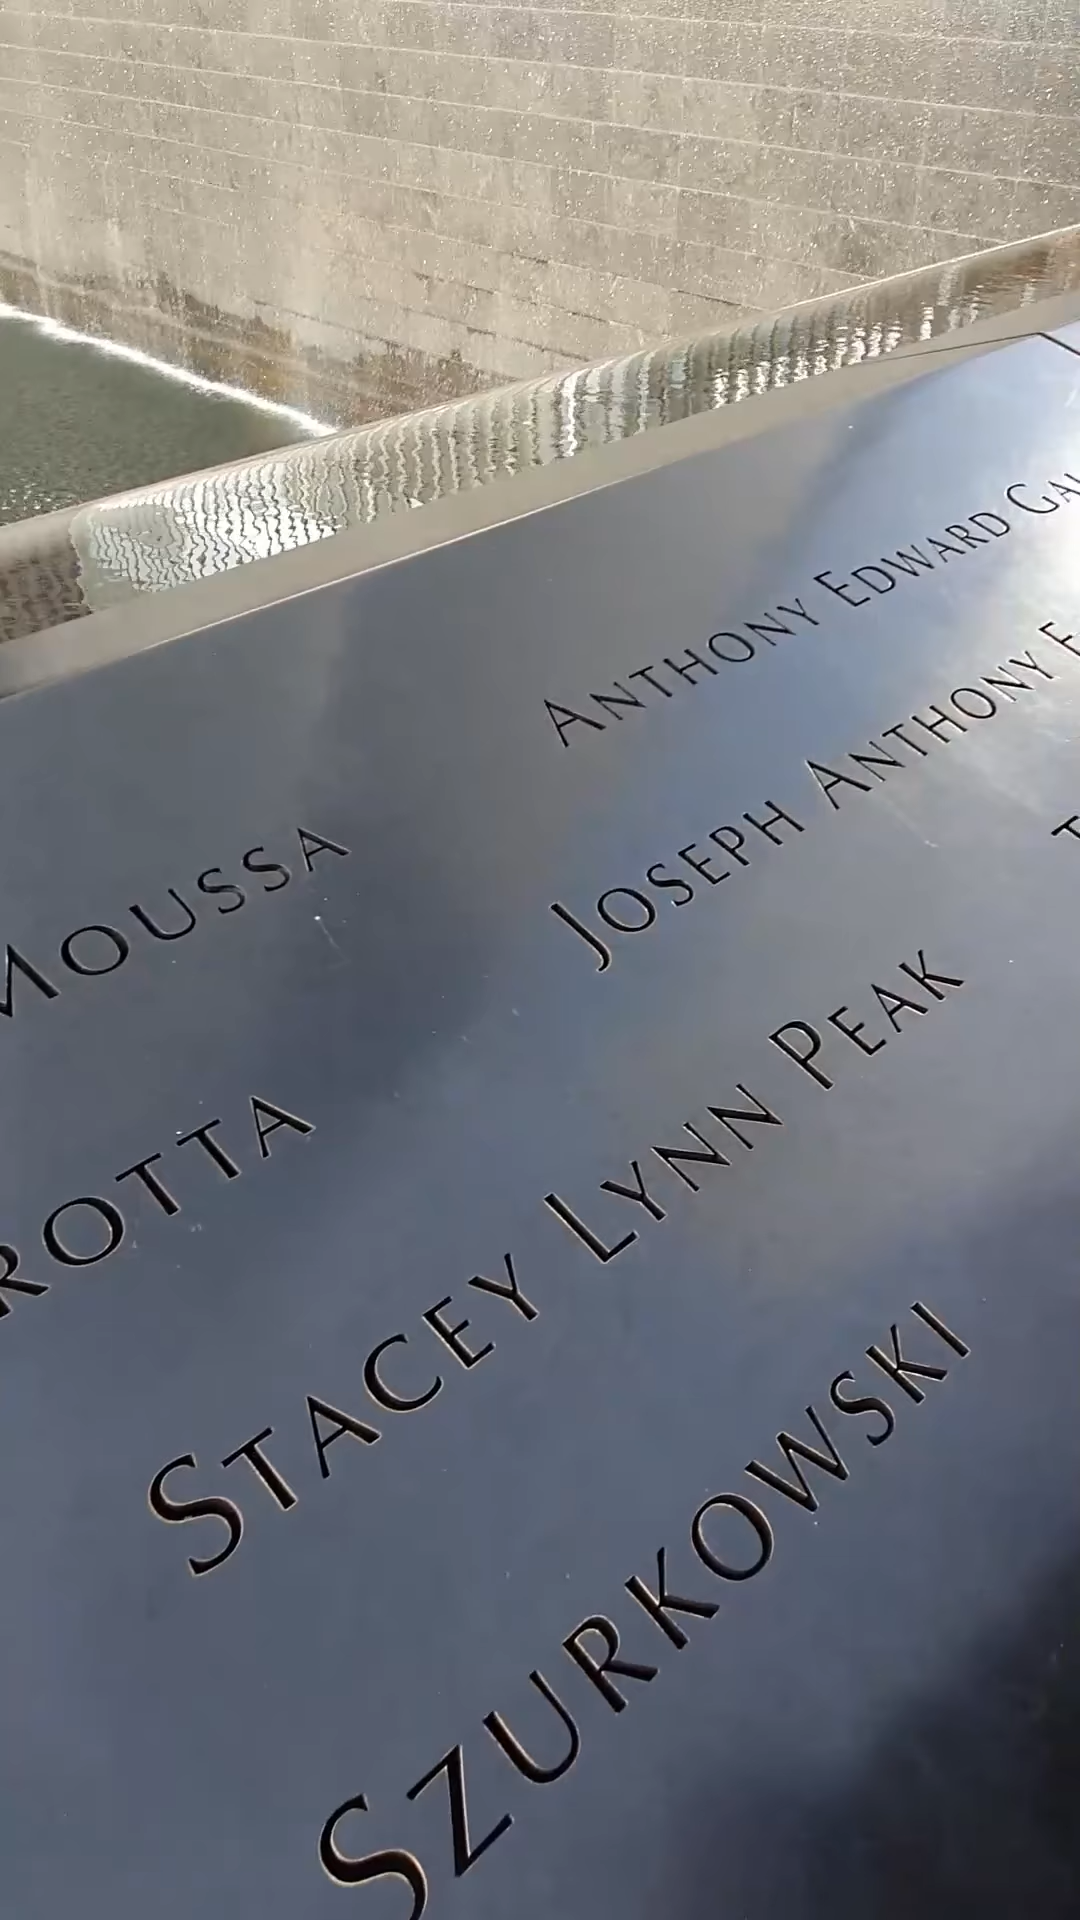 ANTHONY EDWARD
MOUSSA
JOSEPH ANTHONY
ROTTA
STACEY LYNN PEAK
SZURKOWSKI